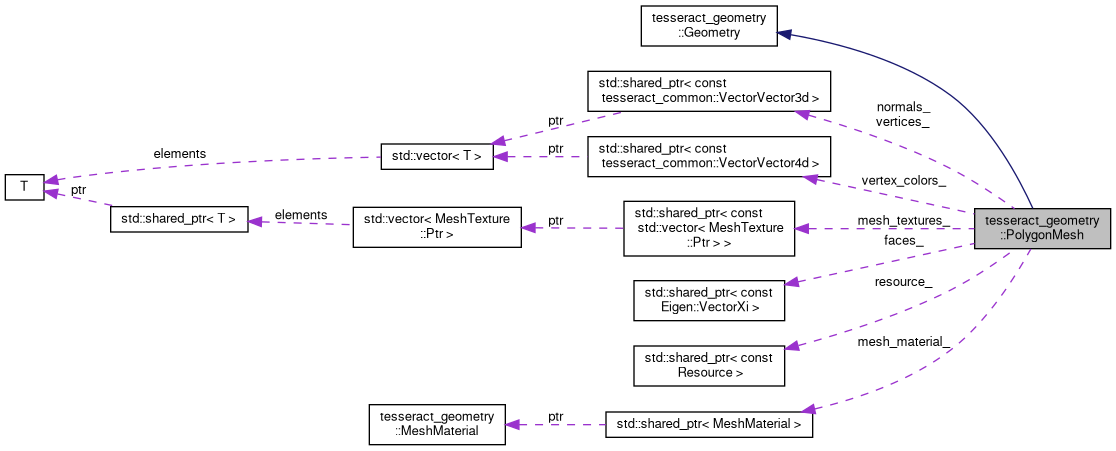 tesseract_geometry
::Geometry
std::shared_ptr< const
tesseract_common::VectorVector3d >
normals_
vertices_
ptr
elements
std::vector< T >
ptr
std::shared_ptr< const
tesseract_common::VectorVector4d >
vertex_colors_
T
ptr
std::shared_ptr< T >
elements
std::vector< MeshTexture
::Ptr >
ptr
std::shared_ptr< const
std::vector< MeshTexture
::Ptr > >
mesh_textures_
tesseract_geometry
::PolygonMesh
faces_
std::shared_ptr< const
Eigen::VectorXi >
resource_
std::shared_ptr< const
Resource >
mesh_material_
tesseract_geometry
::MeshMaterial
ptr
std::shared_ptr< MeshMaterial >